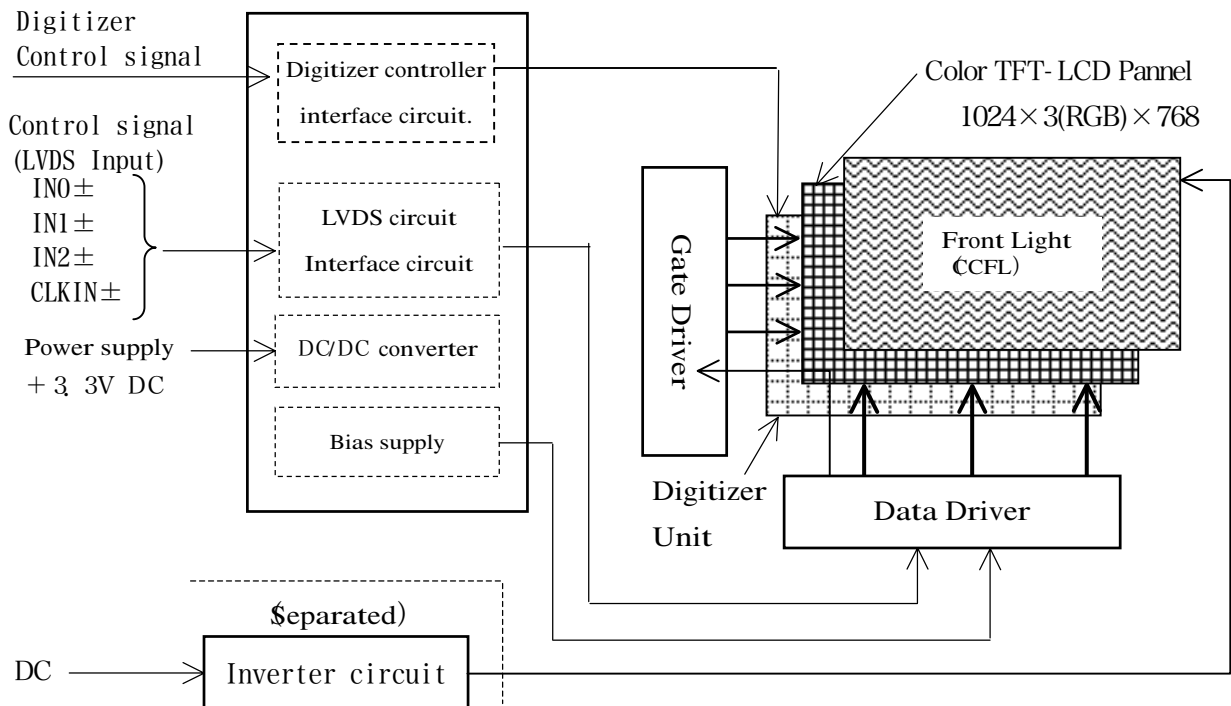 Digitizer
Control signal
Digitizer controller
interface circuit.
Color TFT-LCD Pannel
1024×3(RGB)×768
Control signal
(LVDS Input)
IN0±
IN1±
IN2±
CLKIN±
LVDS circuit
Interface circuit
Gate Driver
Front Light
(CCFL)
Power supply
+3.3V DC
DC/DC converter
Bias supply
Digitizer
Unit
Data Driver
(Separated)
DC
Inverter circuit